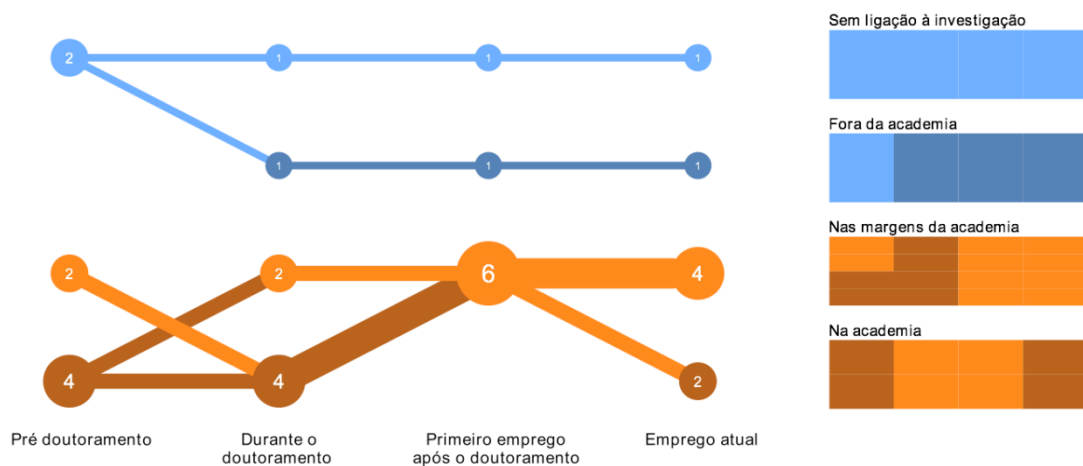 Sem ligação à investigação
2
1
1
1
Fora da academia
1
1
1
Nas margens da academia
2
2
6
4
Na academia
4
4
2
Pré doutoramento
Durante o
doutoramento
Primeiro emprego
após o doutoramento
Emprego atual